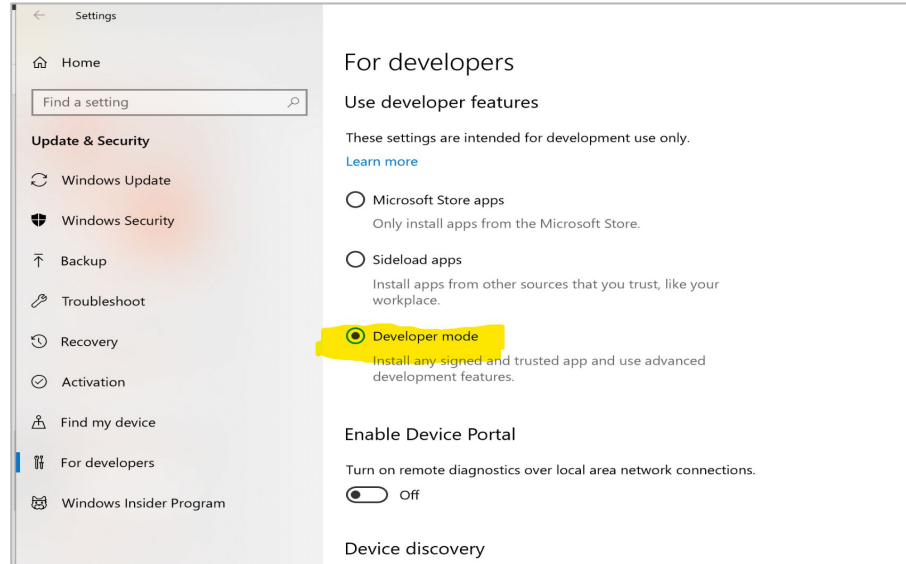 Settings
Home
Find a setting
Update & Security
Windows Update
Windows Security
Backup
Troubleshoot
Recovery
Activation
Find my device
For developers
Windows Insider Program
For developers
Use developer features
These settings are intended for development use only.
Learn more
Microsoft Store apps
Only install apps from the Microsoft Store.
Sideload apps
Install apps from other sources that you trust, like your
workplace.
Developer mode
Install any signed and trusted app and use advanced
development features.
Enable Device Portal
Turn on remote diagnostics over local area network connections.
Off
Device discovery